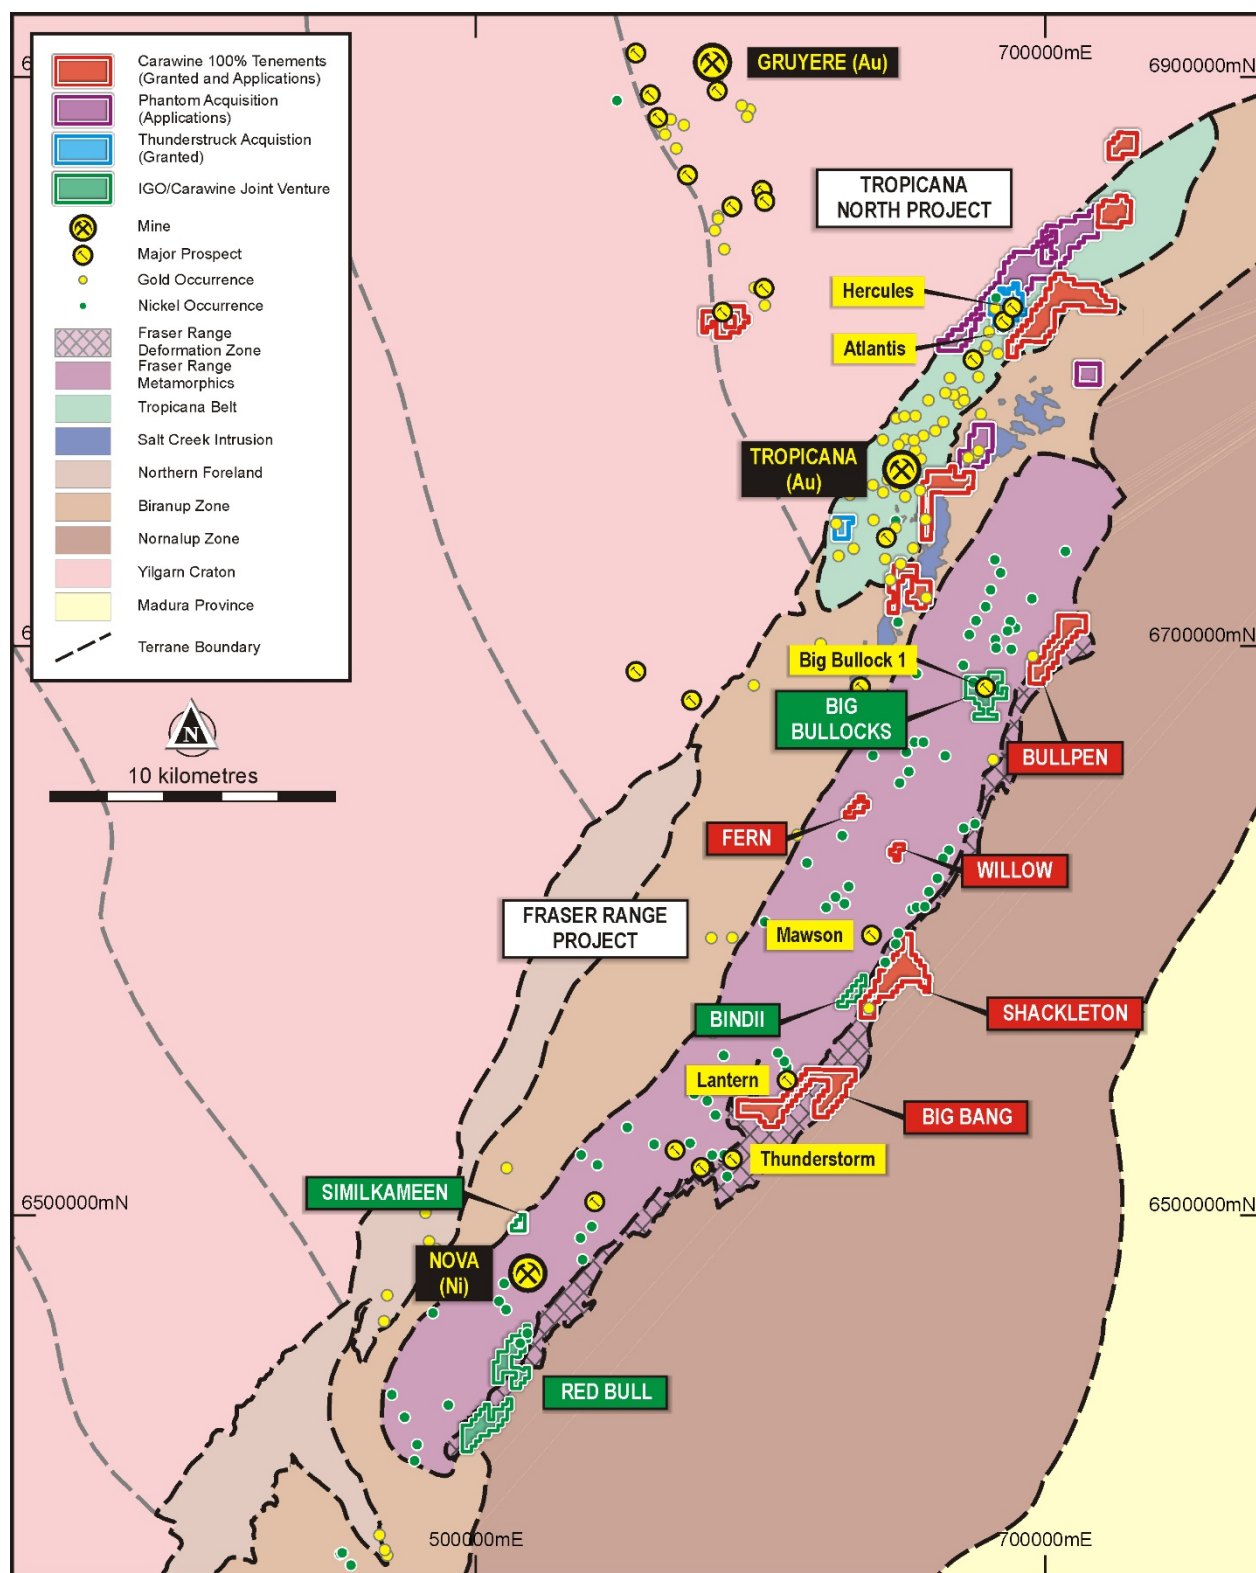 Carawine 100% Tenements
(Granted and Applications)
Phantom Acquisition
(Applications)
Thunderstruck Acquistion
(Granted)
IGO/Carawine Joint Venture
Mine
Major Prospect
Gold Occurrence
Nickel Occurrence
Fraser Range
Deformation Zone
Fraser Range
Metamorphics
Tropicana Belt
Salt Creek Intrusion
Northern Foreland
Biranup Zone
Nornalup Zone
Yilgarn Craton
Madura Province
Terrane Boundary
N
10 kilometres
GRUYERE (Au)
700000mE
6900000mN
6
TROPICANA
NORTH PROJECT
Hercules
Atlantis
TROPICANA
(Au)
6
6700000mN
Big Bullock 1
BIG
BULLOCKS
BULLPEN
FERN
WILLOW
FRASER RANGE
PROJECT
Mawson
BINDII
SHACKLETON
Lantern
BIG BANG
Thunderstorm
SIMILKAMEEN
6500000mN
6500000mN
NOVA
(Ni)
RED BULL
500000mE
700000mE